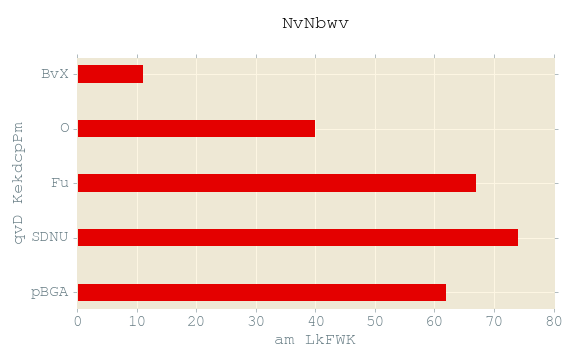 NvNbwv
qvD KekdcpPm
BvX
O
Fu
SDNU
pBGA
0 10 20 30 40 50 60 70 80
am LkFWK